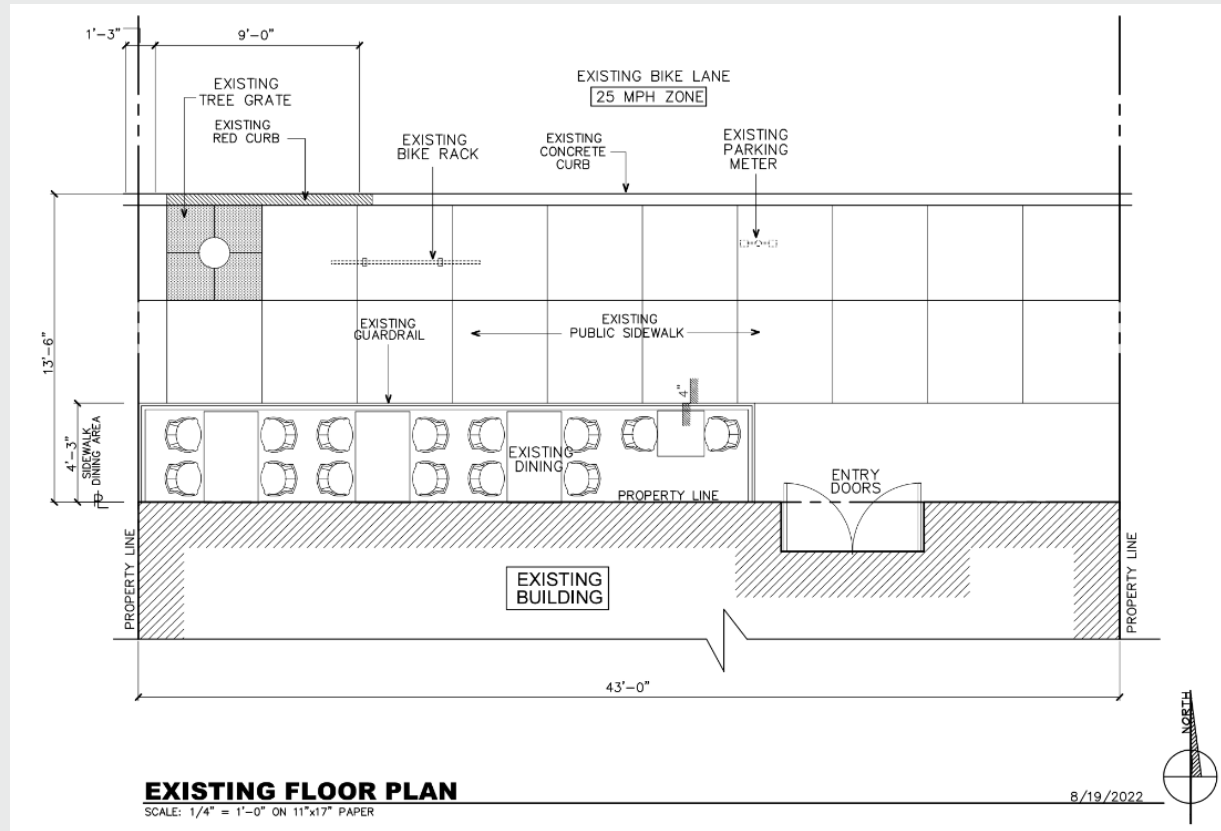 1'-3"
9'-0"
EXISTING
TREE GRATE
EXISTING
RED CURB
EXISTING
BIKE RACK
EXISTING BIKE LANE
25 MPH ZONE
EXISTING
CONCRETE
CURB
EXISTING
PARKING
METER
13'-6"
EXISTING
GUARDRAIL
EXISTING
PUBLIC SIDEWALK
4"
4'-3"
SIDEWALK
DINING AREA
EXISTING
DINING
PROPERTY LINE
ENTRY
DOORS
PROPERTY LINE
EXISTING
BUILDING
PROPERTY LINE
43'-0"
NORTH
EXISTING FLOOR PLAN
SCALE: 1/4" = 1'-0" ON 11"x17" PAPER
8/19/2022